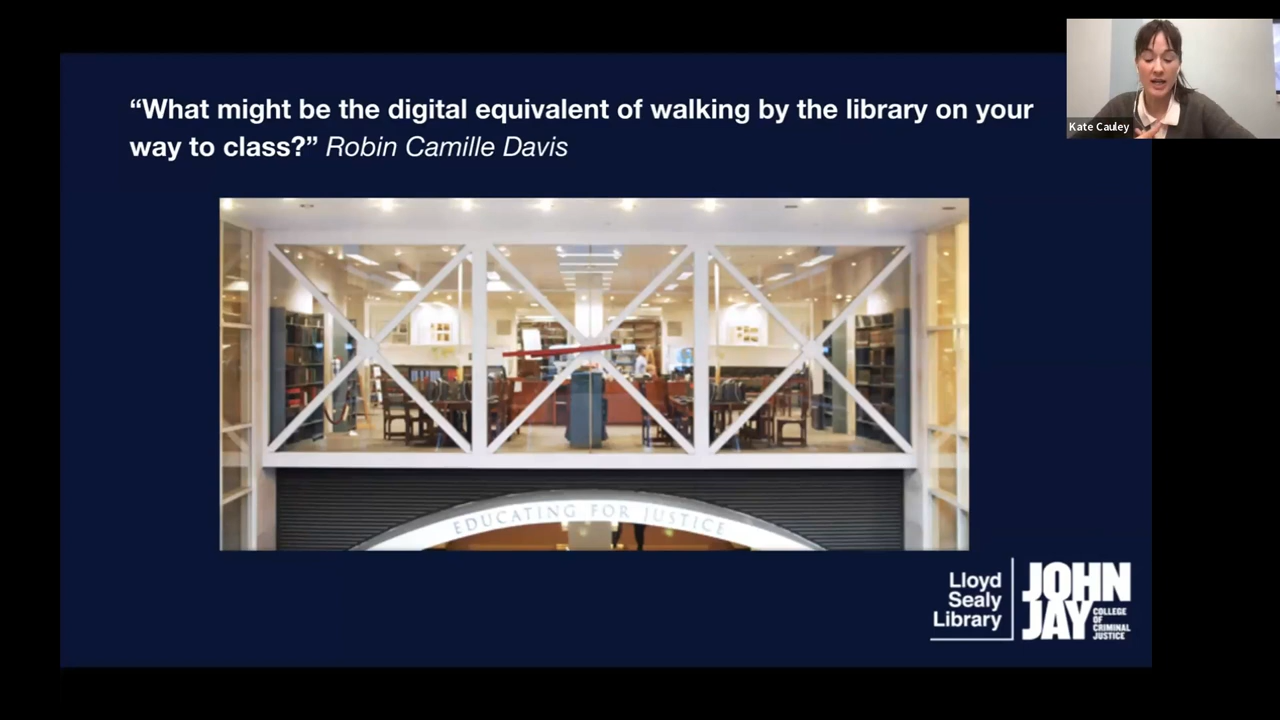 “What might be the digital equivalent of walking by the library on your
way to class?” Robin Camille Davis
Kate Cauley
EDUCATING FOR JUSTICE
Lloyd
Sealy
Library
JOHN
JAY
COLLEGE
OF
CRIMINAL
JUSTICE